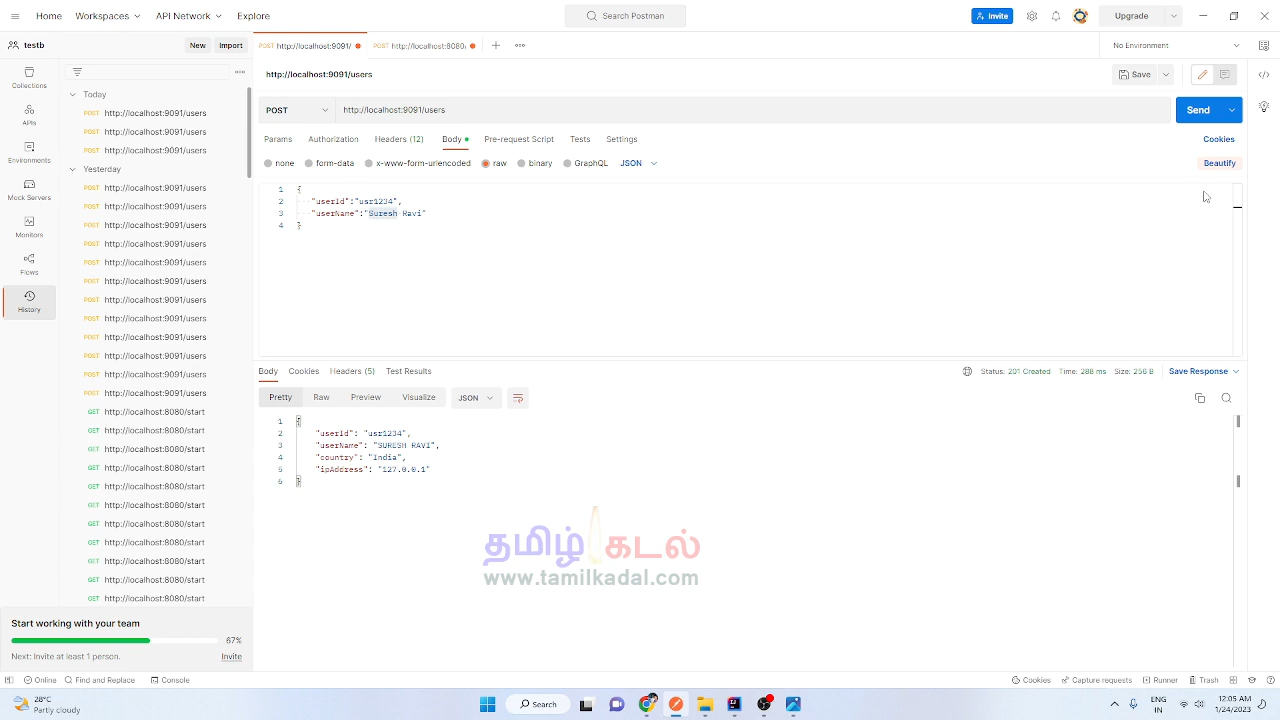 Home Workspaces API Network Explore Search Postman Invite Upgrade
testb New Import POST http://localhost:9091/ POST http://localhost:8080/ No Environment
http://localhost:9091/users Save
POST http://localhost:9091/users Send
Params Authorization Headers (12) Body Pre-request Script Tests Settings Cookies
none form-data x-www-form-urlencoded raw binary GraphQL JSON Beautify
1 {
2 "userId":"usr1234",
3 "userName":"Suresh Ravi"
4 }
Collections
APIs
Environments
Mock Servers
Monitors
Flows
History
Today
POST http://localhost:9091/users
POST http://localhost:9091/users
POST http://localhost:9091/users
Yesterday
POST http://localhost:9091/users
POST http://localhost:9091/users
POST http://localhost:9091/users
POST http://localhost:9091/users
POST http://localhost:9091/users
POST http://localhost:9091/users
POST http://localhost:9091/users
POST http://localhost:9091/users
POST http://localhost:9091/users
POST http://localhost:9091/users
POST http://localhost:9091/users
POST http://localhost:9091/users
GET http://localhost:8080/start
GET http://localhost:8080/start
GET http://localhost:8080/start
GET http://localhost:8080/start
GET http://localhost:8080/start
GET http://localhost:8080/start
GET http://localhost:8080/start
GET http://localhost:8080/start
GET http://localhost:8080/start
GET http://localhost:8080/start
GET http://localhost:8080/start
Body Cookies Headers (5) Test Results Status: 201 Created Time: 288 ms Size: 256 B Save Response
Pretty Raw Preview Visualize JSON
1 {
2 "userId": "usr1234",
3 "userName": "SURESH RAVI",
4 "country": "India",
5 "ipAddress": "127.0.0.1"
6 }
தமிழ் கடல்
www.tamilkadal.com
Start working with your team
67%
Next: Invite at least 1 person. Invite
Online Find and Replace Console Cookies Capture requests Runner Trash
28°C
Partly cloudy
Search
ENG
IN
12:05 AM
1/24/2023